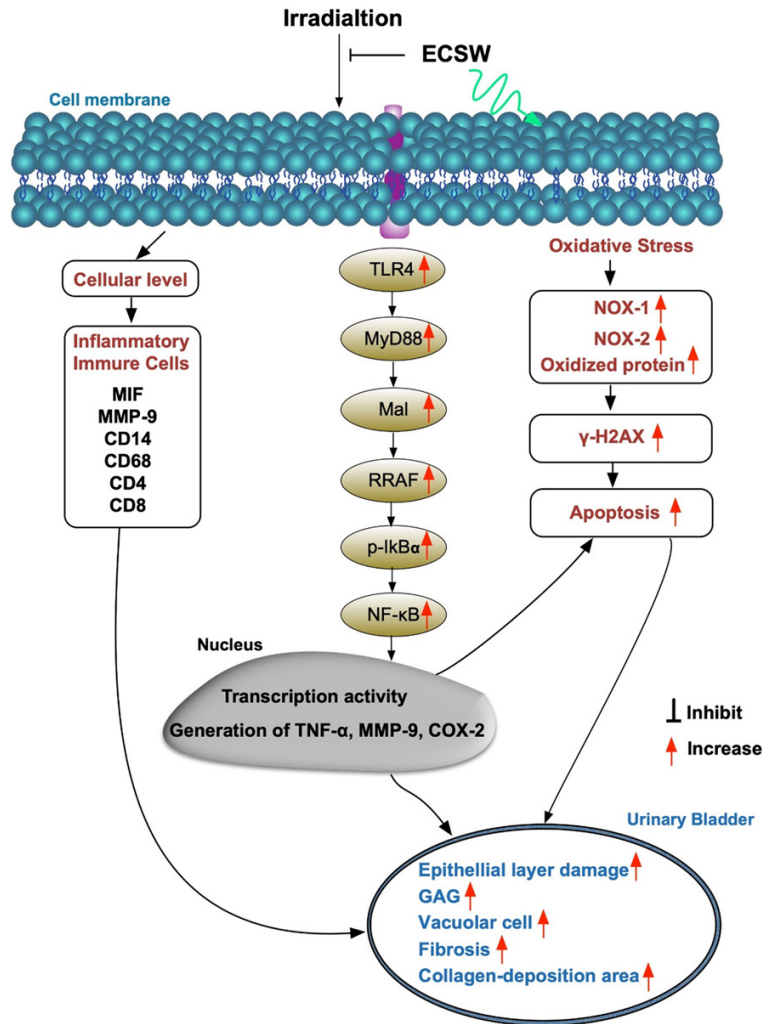 Irradialtion
ECSW
Cell membrane
Cellular level
Inflammatory
Immune Cells
MIF
MMP-9
CD14
CD68
CD4
CD8
TLR4
MyD88
Mal
RRAF
p-IkBα
NF-κB
Oxidative Stress
NOX-1
NOX-2
Oxidized protein
γ-H2AX
Apoptosis
Nucleus
Transcription activity
Generation of TNF-α, MMP-9, COX-2
Inhibit
Increase
Urinary Bladder
Epithellial layer damage
GAG
Vacuolar cell
Fibrosis
Collagen-deposition area